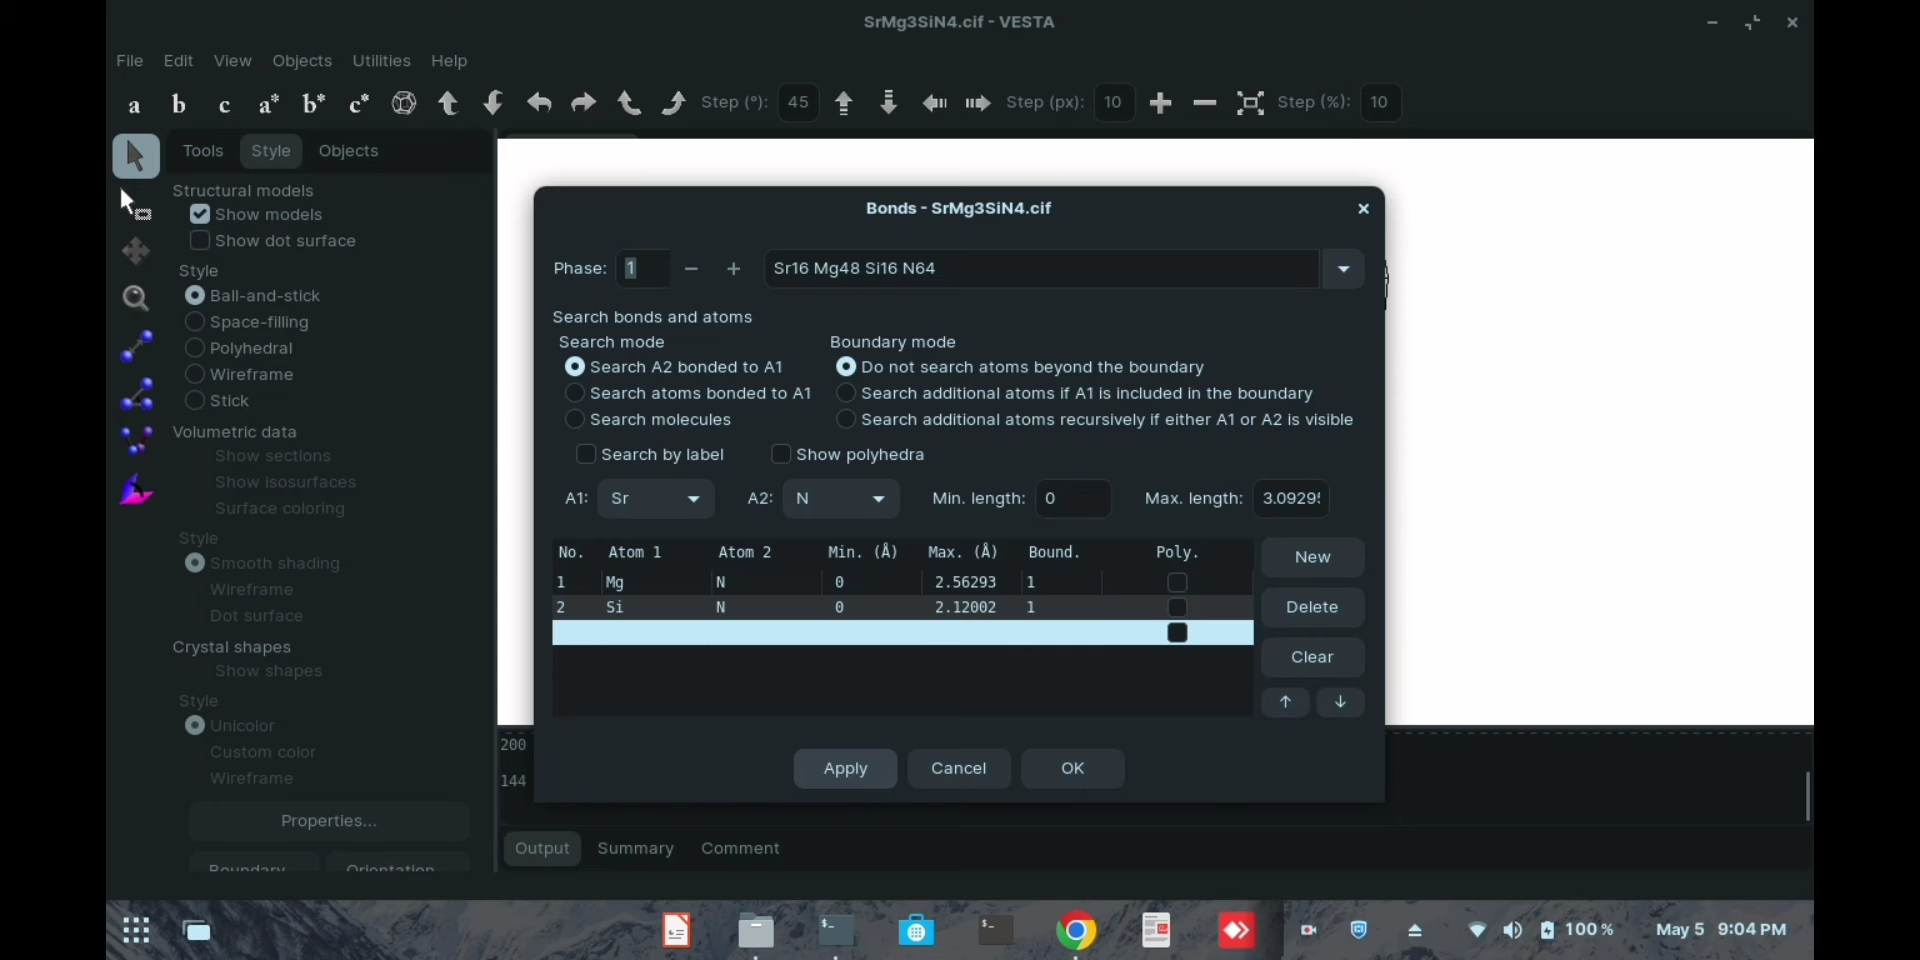 SrMg3SiN4.cif - VESTA
File Edit View Objects Utilities Help
a b c a* b* c* Step (°): 45 Step (px): 10 Step (%): 10
Tools Style Objects
Structural models
Show models
Show dot surface
Style
Ball-and-stick
Space-filling
Polyhedral
Wireframe
Stick
Volumetric data
Show sections
Show isosurfaces
Surface coloring
Style
Smooth shading
Wireframe
Dot surface
Crystal shapes
Show shapes
Style
Unicolor
Custom color
Wireframe
Properties...
Boundary Orientation
Bonds - SrMg3SiN4.cif
Phase: 1 Sr16 Mg48 Si16 N64
Search bonds and atoms
Search mode Boundary mode
Search A2 bonded to A1 Do not search atoms beyond the boundary
Search atoms bonded to A1 Search additional atoms if A1 is included in the boundary
Search molecules Search additional atoms recursively if either A1 or A2 is visible
Search by label Show polyhedra
A1: Sr A2: N Min. length: 0 Max. length: 3.0929
No. Atom 1 Atom 2 Min. (Å) Max. (Å) Bound. Poly. New
1 Mg N 0 2.56293 1
2 Si N 0 2.12002 1 Delete
Clear
Apply Cancel OK
200
144
Output Summary Comment
100 % May 5 9:04 PM